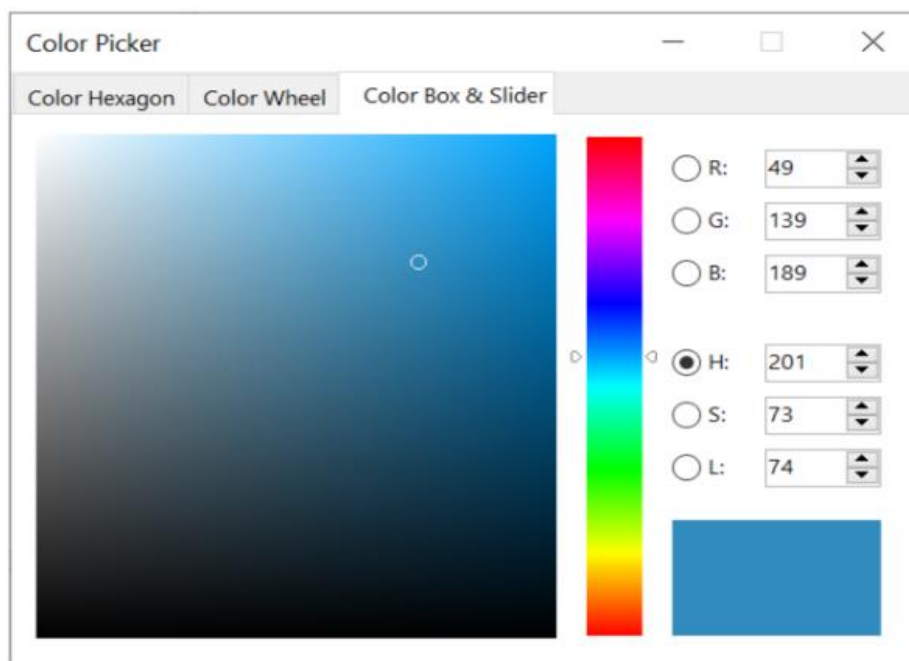 Color Picker
Color Hexagon Color Wheel Color Box & Slider
R: 49
G: 139
B: 189
H: 201
S: 73
L: 74